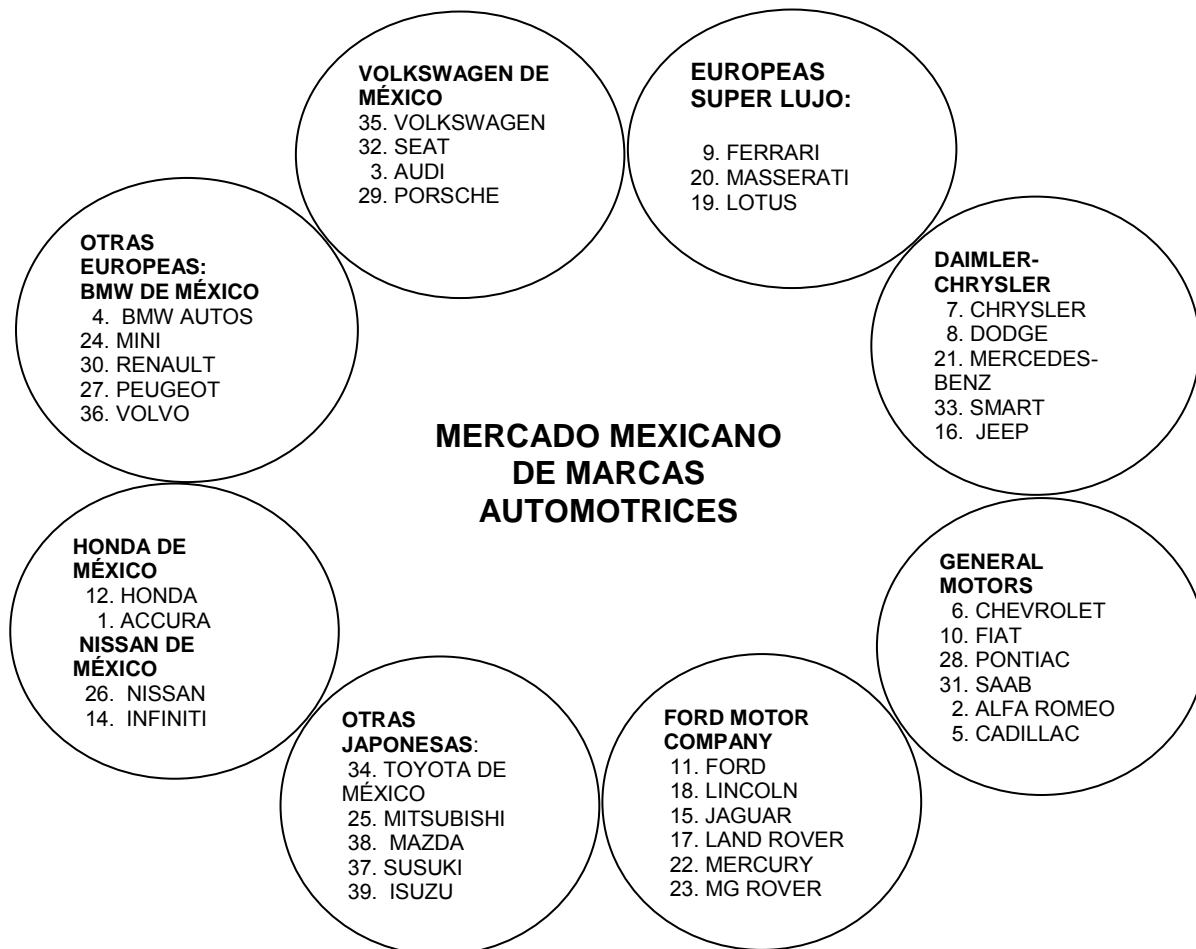 VOLKSWAGEN DE
MÉXICO
35. VOLKSWAGEN
32. SEAT
3. AUDI
29. PORSCHE
EUROPEAS
SUPER LUJO:
9. FERRARI
20. MASSERATI
19. LOTUS
OTRAS
EUROPEAS:
BMW DE MÉXICO
4. BMW AUTOS
24. MINI
30. RENAULT
27. PEUGEOT
36. VOLVO
DAIMLER-
CHRYSLER
7. CHRYSLER
8. DODGE
21. MERCEDES-
BENZ
33. SMART
16. JEEP
MERCADO MEXICANO
DE MARCAS
AUTOMOTRICES
HONDA DE
MÉXICO
12. HONDA
1. ACCURA
NISSAN DE
MÉXICO
26. NISSAN
14. INFINITI
GENERAL
MOTORS
6. CHEVROLET
10. FIAT
28. PONTIAC
31. SAAB
2. ALFA ROMEO
5. CADILLAC
OTRAS
JAPONESAS:
34. TOYOTA DE
MÉXICO
25. MITSUBISHI
38. MAZDA
37. SUSUKI
39. ISUZU
FORD MOTOR
COMPANY
11. FORD
18. LINCOLN
15. JAGUAR
17. LAND ROVER
22. MERCURY
23. MG ROVER